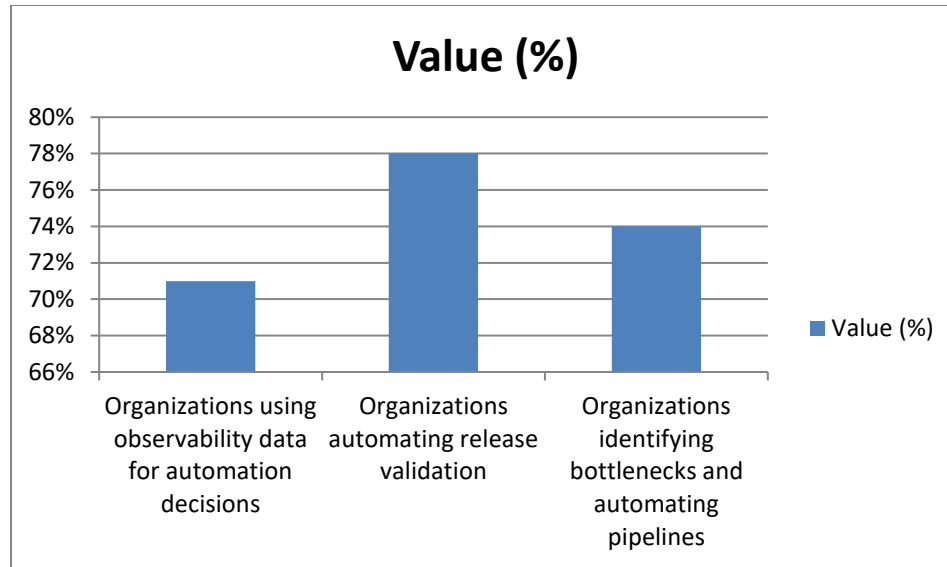 Value (%)
80%
78%
76%
74%
72%
70%
68%
66%
Organizations using
observability data
for automation
decisions
Organizations
automating release
validation
Organizations
identifying
bottlenecks and
automating
pipelines
Value (%)